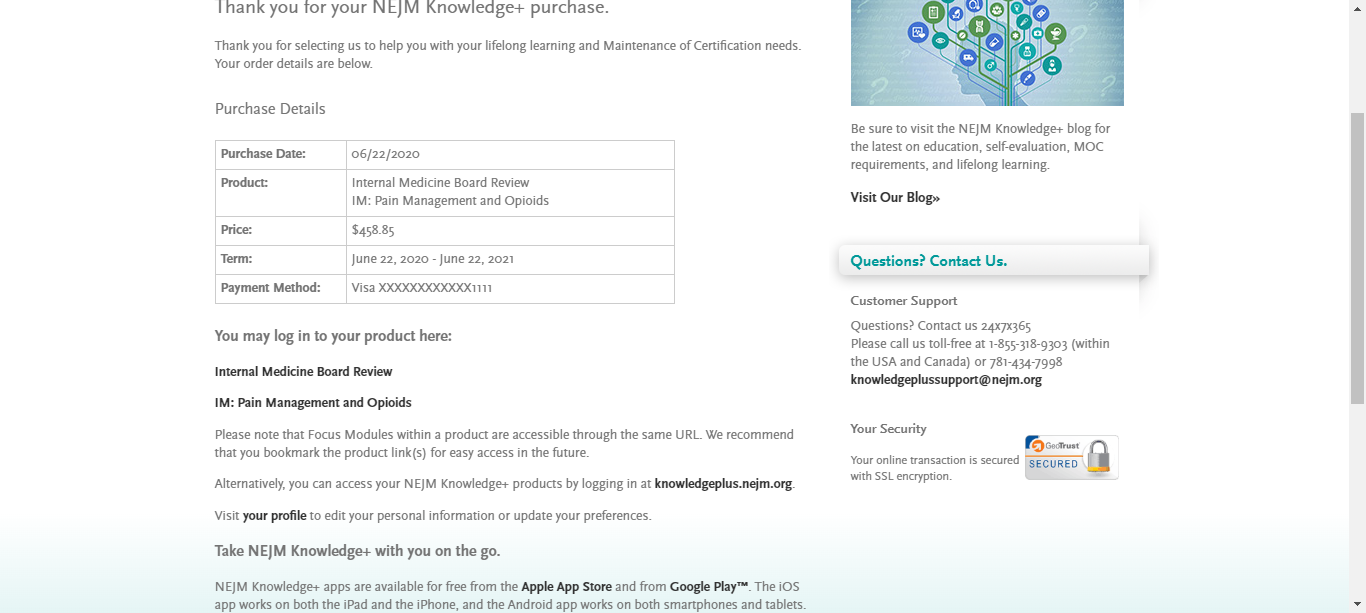 Thank you for your NEJM Knowledge+ purchase.
Thank you for selecting us to help you with your lifelong learning and Maintenance of Certification needs.
Your order details are below.
Purchase Details
Purchase Date: 06/22/2020
Product: Internal Medicine Board Review
IM: Pain Management and Opioids
Price: $458.85
Term: June 22, 2020 - June 22, 2021
Payment Method: Visa XXXXXXXXXXXX1111
You may log in to your product here:
Internal Medicine Board Review
IM: Pain Management and Opioids
Please note that Focus Modules within a product are accessible through the same URL. We recommend
that you bookmark the product link(s) for easy access in the future.
Alternatively, you can access your NEJM Knowledge+ products by logging in at knowledgeplus.nejm.org.
Visit your profile to edit your personal information or update your preferences.
Take NEJM Knowledge+ with you on the go.
NEJM Knowledge+ apps are available for free from the Apple App Store and from Google Play™. The iOS
app works on both the iPad and the iPhone, and the Android app works on both smartphones and tablets.
Be sure to visit the NEJM Knowledge+ blog for
the latest on education, self-evaluation, MOC
requirements, and lifelong learning.
Visit Our Blog»
Questions? Contact Us.
Customer Support
Questions? Contact us 24x7x365
Please call us toll-free at 1-855-318-9303 (within
the USA and Canada) or 781-434-7998
knowledgeplussupport@nejm.org
Your Security
Your online transaction is secured
with SSL encryption.
GeoTrust
SECURED